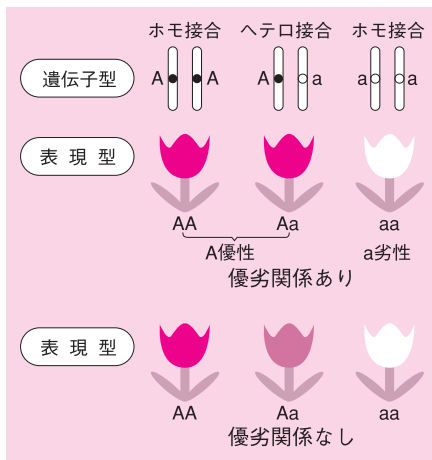 ホモ接合 ヘテロ接合 ホモ接合
遺伝子型 A A A a a a
表現型
AA Aa aa
A優性 a劣性
優劣関係あり
表現型
AA Aa aa
優劣関係なし